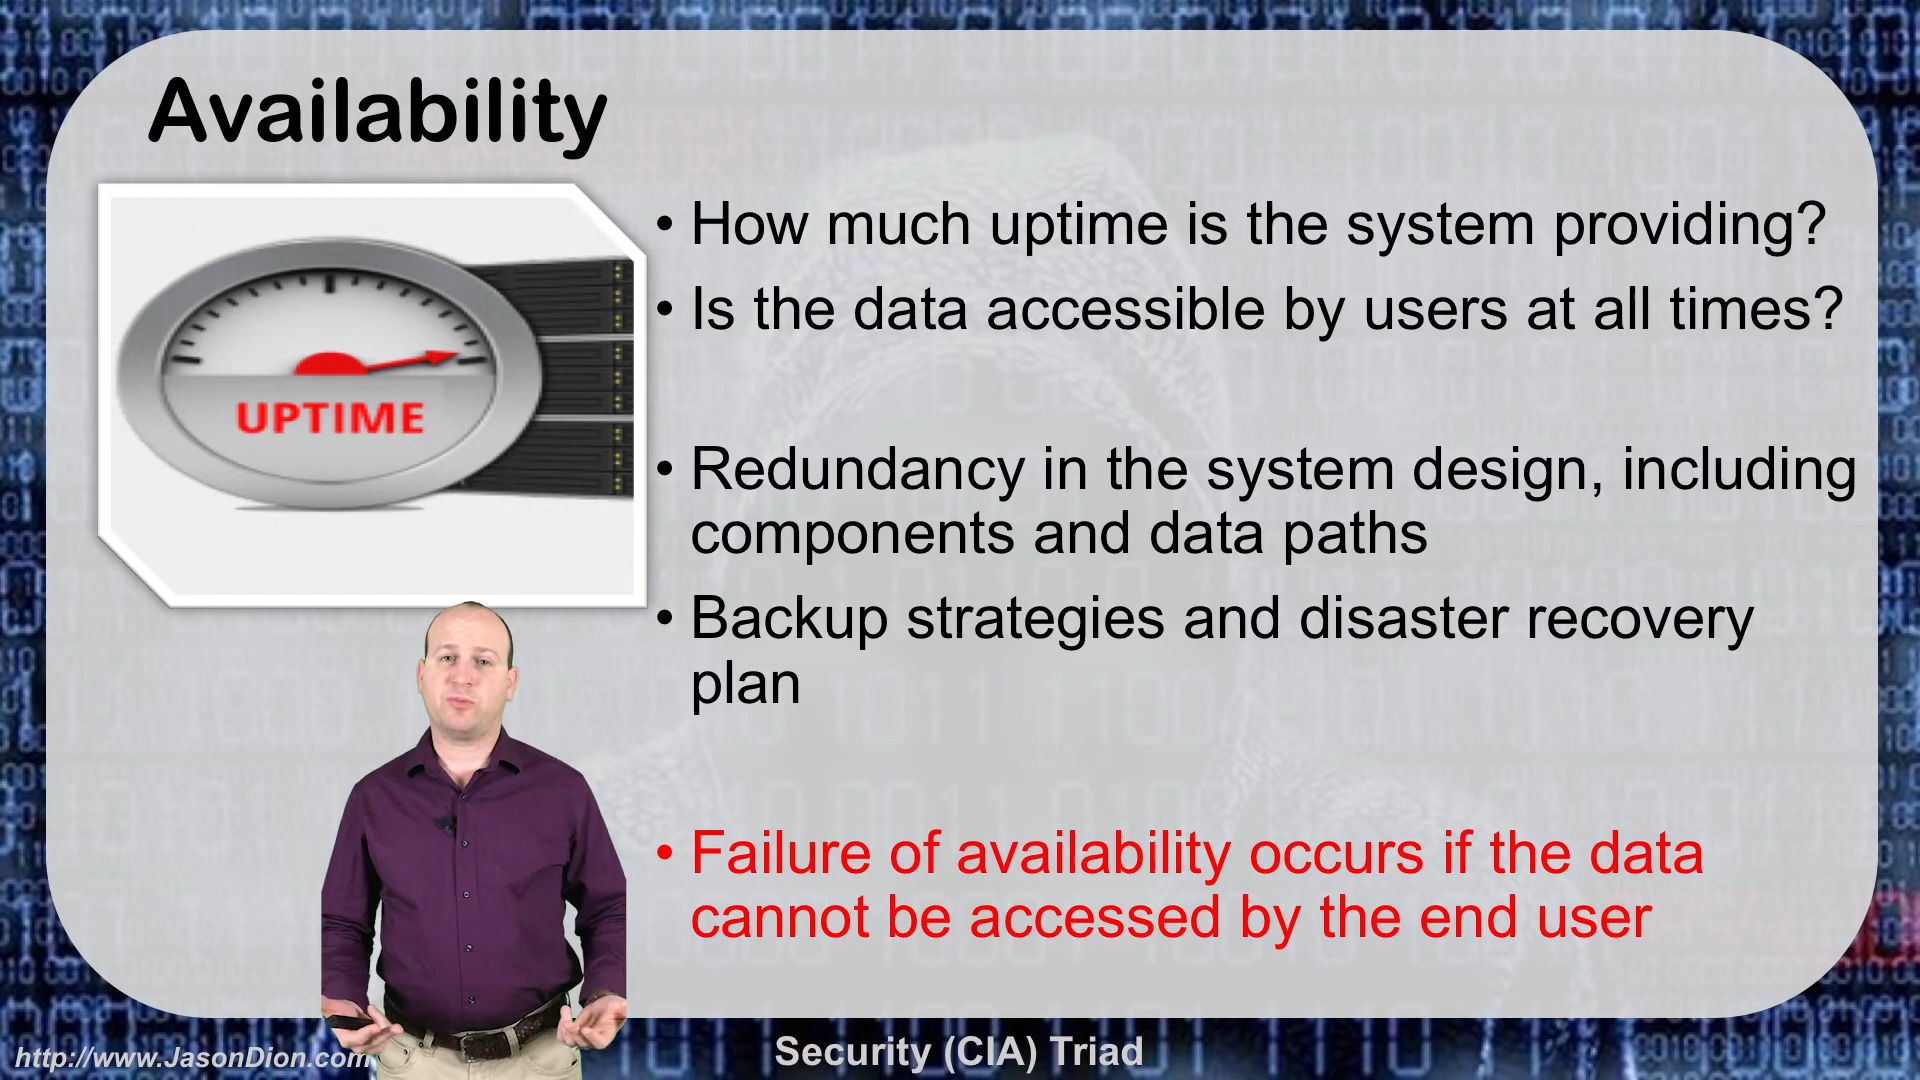 Availability
UPTIME
• How much uptime is the system providing?
• Is the data accessible by users at all times?
• Redundancy in the system design, including
components and data paths
• Backup strategies and disaster recovery
plan
• Failure of availability occurs if the data
cannot be accessed by the end user
http://www.JasonDion.com
Security (CIA) Triad